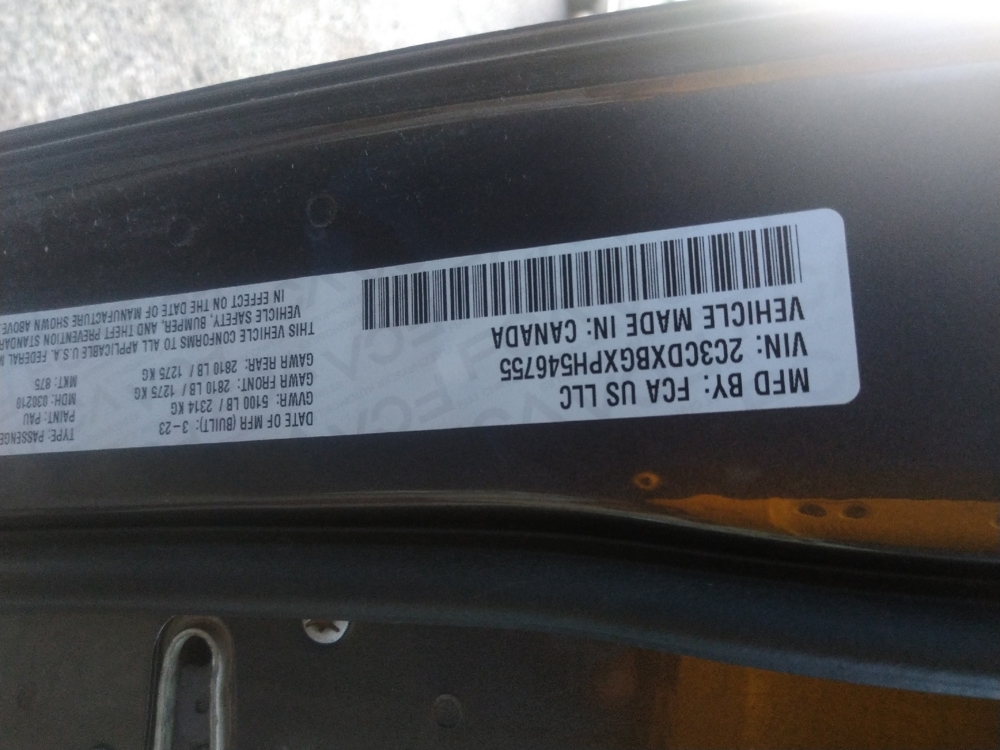 MFD BY: FCA US LLC
VIN: 2C3CDXBGXPH546755
VEHICLE MADE IN: CANADA
DATE OF MFR (BUILT): 3-23
GVWR: 5100 LB / 2314 KG
GAWR FRONT: 2810 LB / 1275 KG
GAWR REAR: 2810 LB / 1275 KG
TYPE: PASSENGE
PAINT: PAU
MDH: 030210
MKT: 875
THIS VEHICLE CONFORMS TO ALL APPLICABLE U.S.A. FEDERAL M
VEHICLE SAFETY, BUMPER, AND THEFT PREVENTION STANDAR
IN EFFECT ON THE DATE OF MANUFACTURE SHOWN ABOVE.